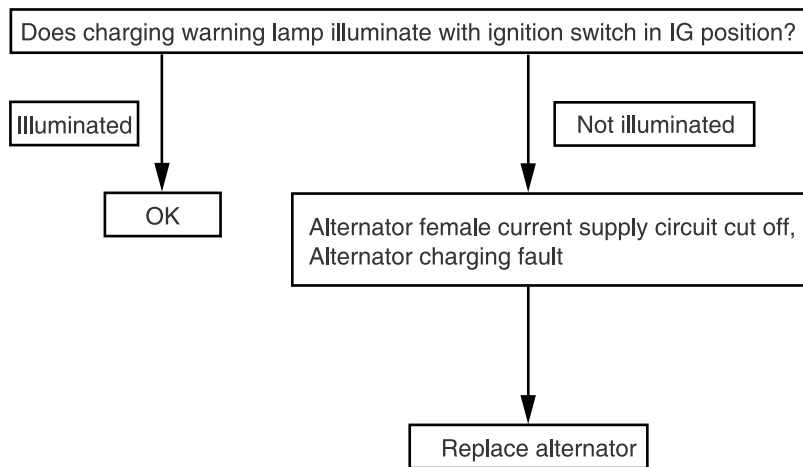 Does charging warning lamp illuminate with ignition switch in IG position?
Illuminated
Not illuminated
OK
Alternator female current supply circuit cut off,
Alternator charging fault
Replace alternator